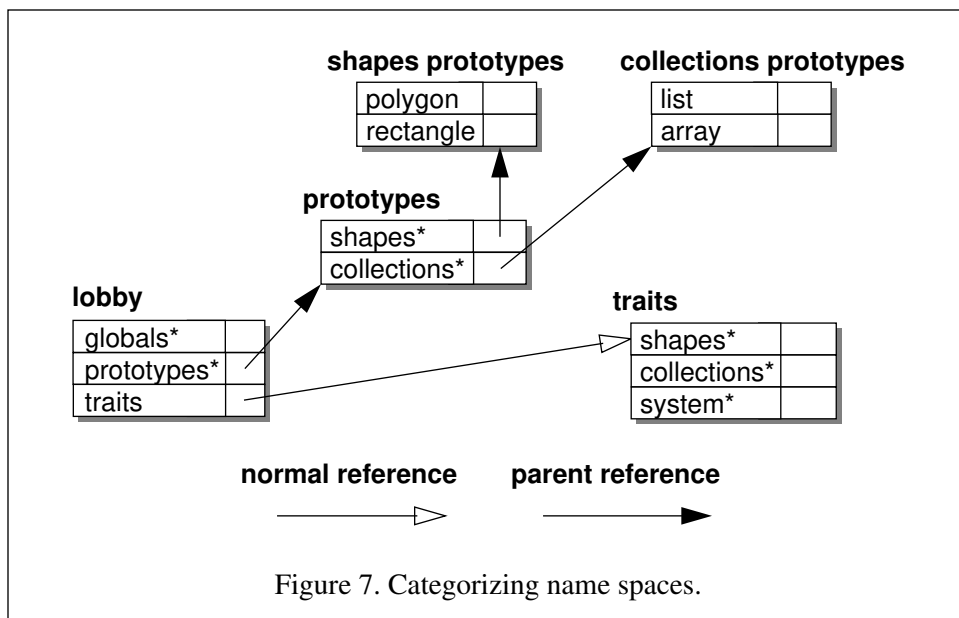 shapes prototypes
polygon
rectangle
collections prototypes
list
array
prototypes
shapes*
collections*
lobby
globals*
prototypes*
traits
traits
shapes*
collections*
system*
normal reference
parent reference
Figure 7. Categorizing name spaces.